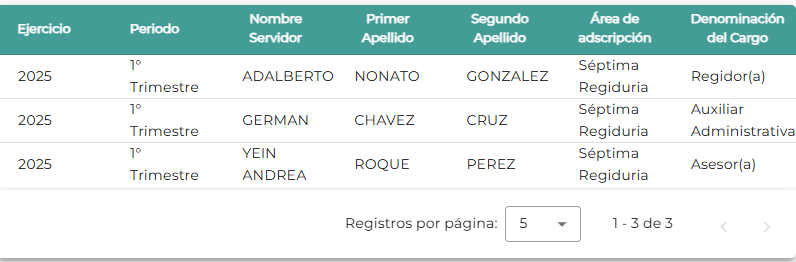 Ejercicio Periodo Nombre Servidor Primer Apellido Segundo Apellido Área de adscripción Denominación del Cargo
2025 1° Trimestre ADALBERTO NONATO GONZALEZ Séptima Regiduria Regidor(a)
2025 1° Trimestre GERMAN CHAVEZ CRUZ Séptima Regiduria Auxiliar Administrativa
2025 1° Trimestre YEIN ANDREA ROQUE PEREZ Séptima Regiduria Asesor(a)
Registros por página: 5 1 - 3 de 3